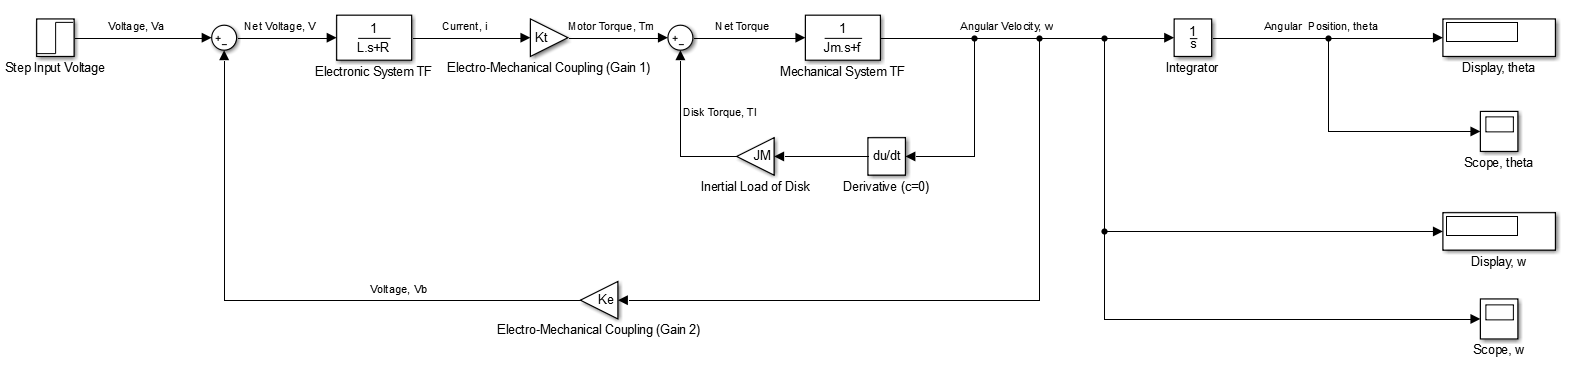 Voltage, Va
Net Voltage, V
Current, i
Motor Torque, Tm
Net Torque
Angular Velocity, w
Angular Position, theta
Step Input Voltage
+
−
1
L.s+R
Electronic System TF
Kt
Electro-Mechanical Coupling (Gain 1)
+
−
1
Jm.s+f
Mechanical System TF
1
s
Integrator
Display, theta
Disk Torque, Tl
JM
Inertial Load of Disk
du/dt
Derivative (c=0)
Scope, theta
Display, w
Voltage, Vb
Ke
Electro-Mechanical Coupling (Gain 2)
Scope, w